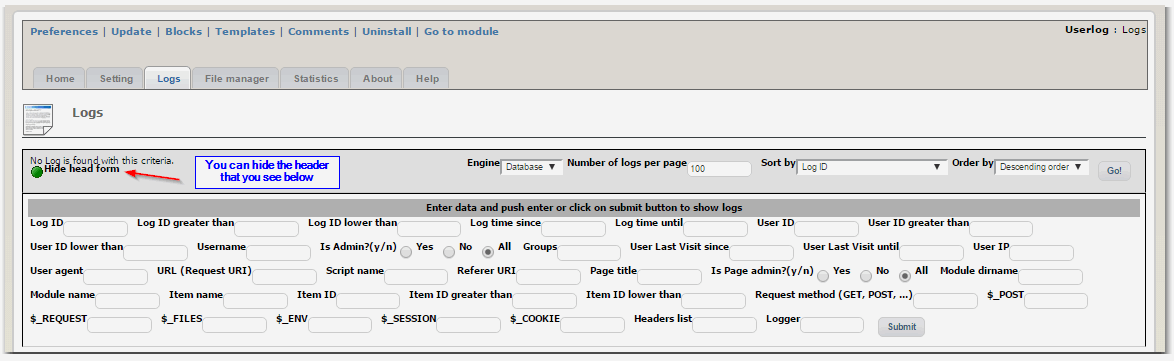 Preferences | Update | Blocks | Templates | Comments | Uninstall | Go to module
Userlog : Logs
Home Setting Logs File manager Statistics About Help
Logs
No Log is found with this criteria.
Hide head form
You can hide the header
that you see below
Engine Database Number of logs per page 100 Sort by Log ID Order by Descending order Go!
Enter data and push enter or click on submit button to show logs
Log ID Log ID greater than Log ID lower than Log time since Log time until User ID User ID greater than
User ID lower than Username Is Admin?(y/n) Yes No All Groups User Last Visit since User Last Visit until User IP
User agent URL (Request URI) Script name Referer URI Page title Is Page admin?(y/n) Yes No All Module dirname
Module name Item name Item ID Item ID greater than Item ID lower than Request method (GET, POST, ...) $_POST
$_REQUEST $_FILES $_ENV $_SESSION $_COOKIE Headers list Logger Submit